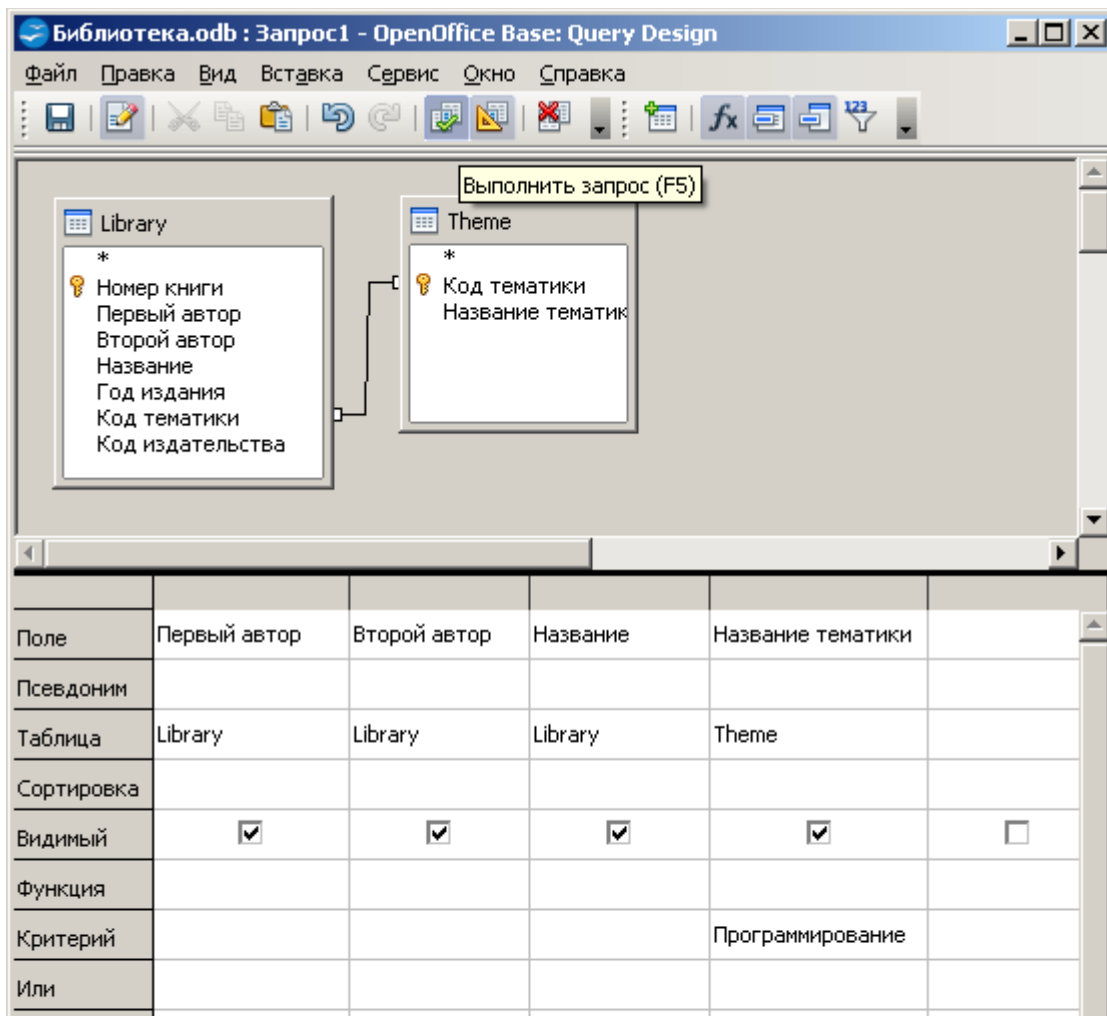 Библиотека.odb : Запрос1 - OpenOffice Base: Query Design
Файл Правка Вид Вставка Сервис Окно Справка
fx 123
Выполнить запрос (F5)
Library
*
Номер книги
Первый автор
Второй автор
Название
Год издания
Код тематики
Код издательства
Theme
*
Код тематики
Название тематик
Поле Первый автор Второй автор Название Название тематики
Псевдоним
Таблица Library Library Library Theme
Сортировка
Видимый
Функция
Критерий Программирование
Или